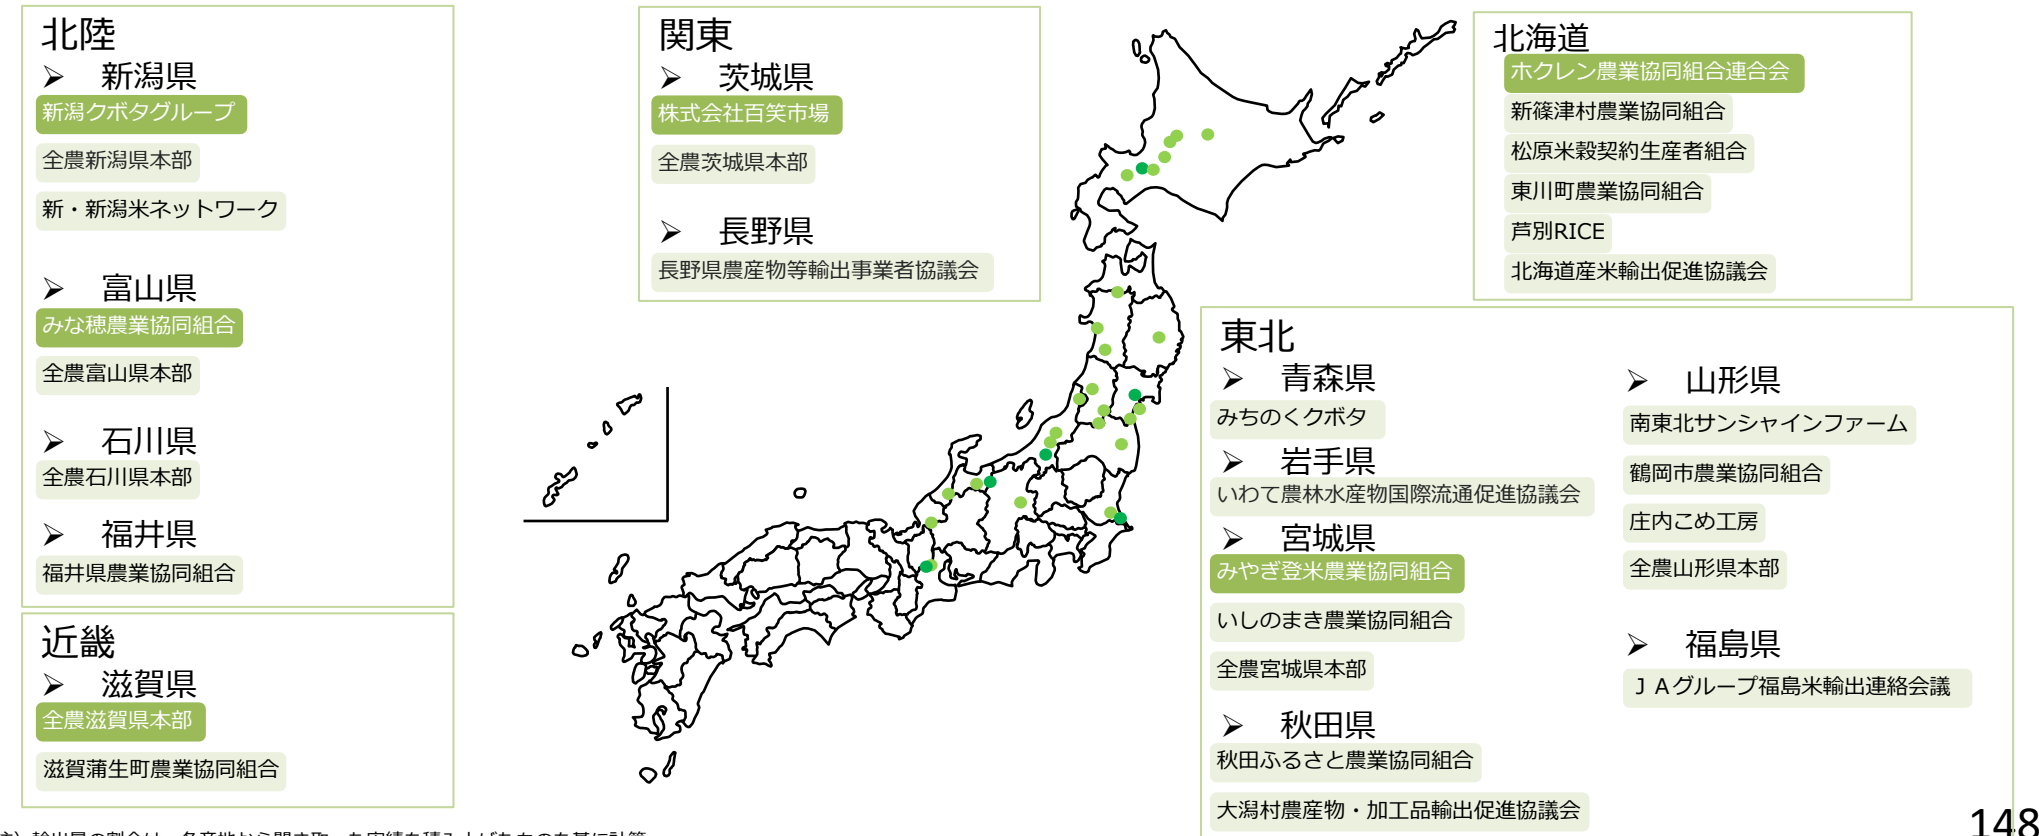 北陸
➢ 新潟県
新潟クボタグループ
全農新潟県本部
新・新潟米ネットワーク
➢ 富山県
みな穂農業協同組合
全農富山県本部
➢ 石川県
全農石川県本部
➢ 福井県
福井県農業協同組合
近畿
➢ 滋賀県
全農滋賀県本部
滋賀蒲生町農業協同組合
関東
➢ 茨城県
株式会社百笑市場
全農茨城県本部
➢ 長野県
長野県農産物等輸出事業者協議会
北海道
ホクレン農業協同組合連合会
新篠津村農業協同組合
松原米穀契約生産者組合
東川町農業協同組合
芦別RICE
北海道産米輸出促進協議会
東北
➢ 青森県
みちのくクボタ
➢ 岩手県
いわて農林水産物国際流通促進協議会
➢ 宮城県
みやぎ登米農業協同組合
いしのまき農業協同組合
全農宮城県本部
➢ 秋田県
秋田ふるさと農業協同組合
大潟村農産物・加工品輸出促進協議会
➢ 山形県
南東北サンシャインファーム
鶴岡市農業協同組合
庄内こめ工房
全農山形県本部
➢ 福島県
ＪＡグループ福島米輸出連絡会議
148